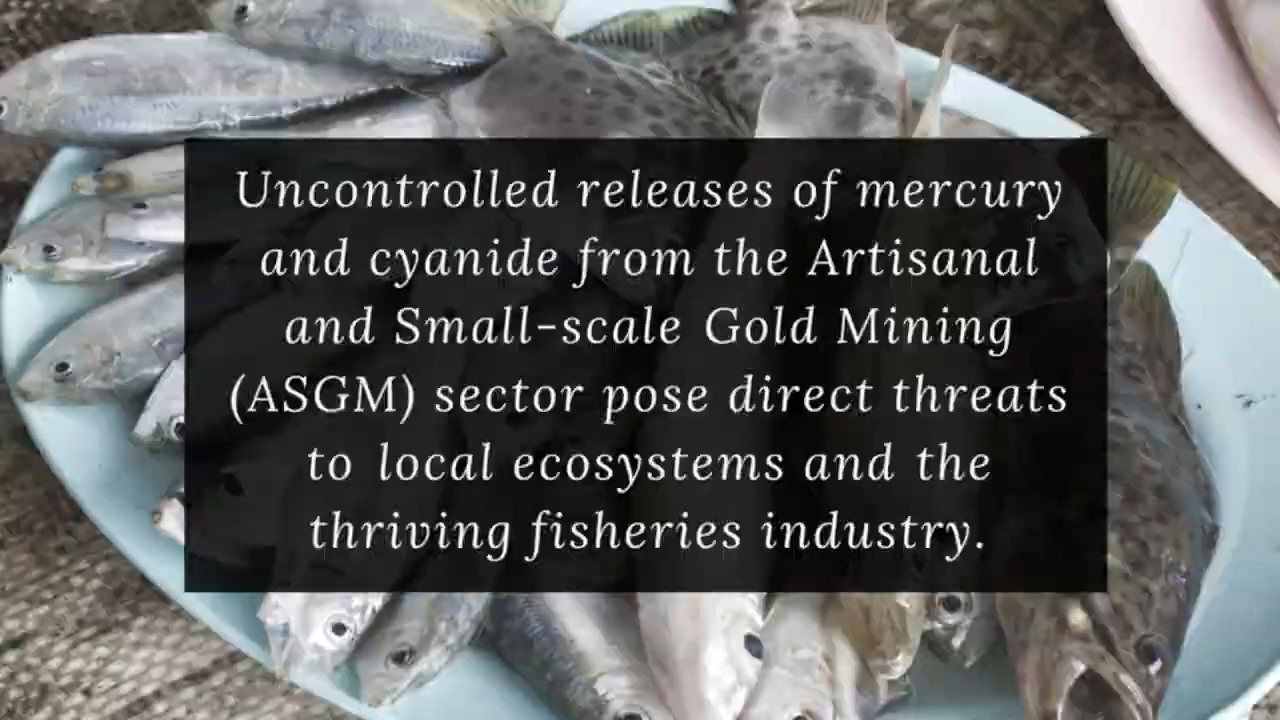 Uncontrolled releases of mercury
and cyanide from the Artisanal
and Small-scale Gold Mining
(ASGM) sector pose direct threats
to local ecosystems and the
thriving fisheries industry.